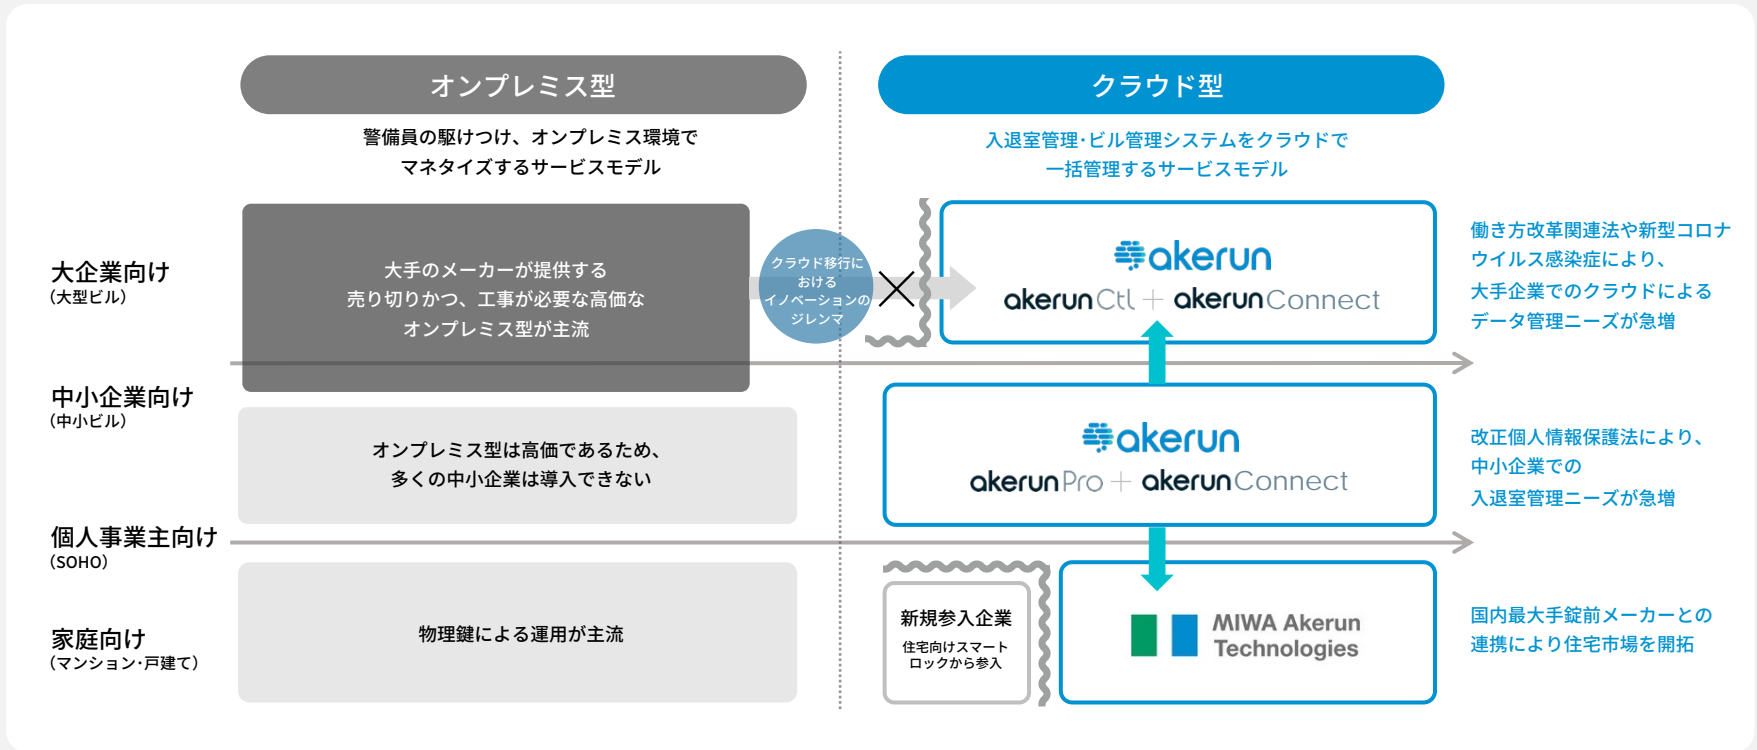 オンプレミス型
クラウド型
警備員の駆けつけ、オンプレミス環境で
マネタイズするサービスモデル
入退室管理･ビル管理システムをクラウドで
一括管理するサービスモデル
大企業向け
（大型ビル）
大手のメーカーが提供する
売り切りかつ、工事が必要な高価な
オンプレミス型が主流
クラウド移行に
おける
イノベーションの
ジレンマ
akerun
akerun Ctl + akerun Connect
働き方改革関連法や新型コロナ
ウイルス感染症により、
大手企業でのクラウドによる
データ管理ニーズが急増
中小企業向け
（中小ビル）
オンプレミス型は高価であるため、
多くの中小企業は導入できない
akerun
akerun Pro + akerun Connect
改正個人情報保護法により、
中小企業での
入退室管理ニーズが急増
個人事業主向け
（SOHO）
家庭向け
（マンション･戸建て）
物理鍵による運用が主流
新規参入企業
住宅向けスマート
ロックから参入
MIWA Akerun
Technologies
国内最大手錠前メーカーとの
連携により住宅市場を開拓